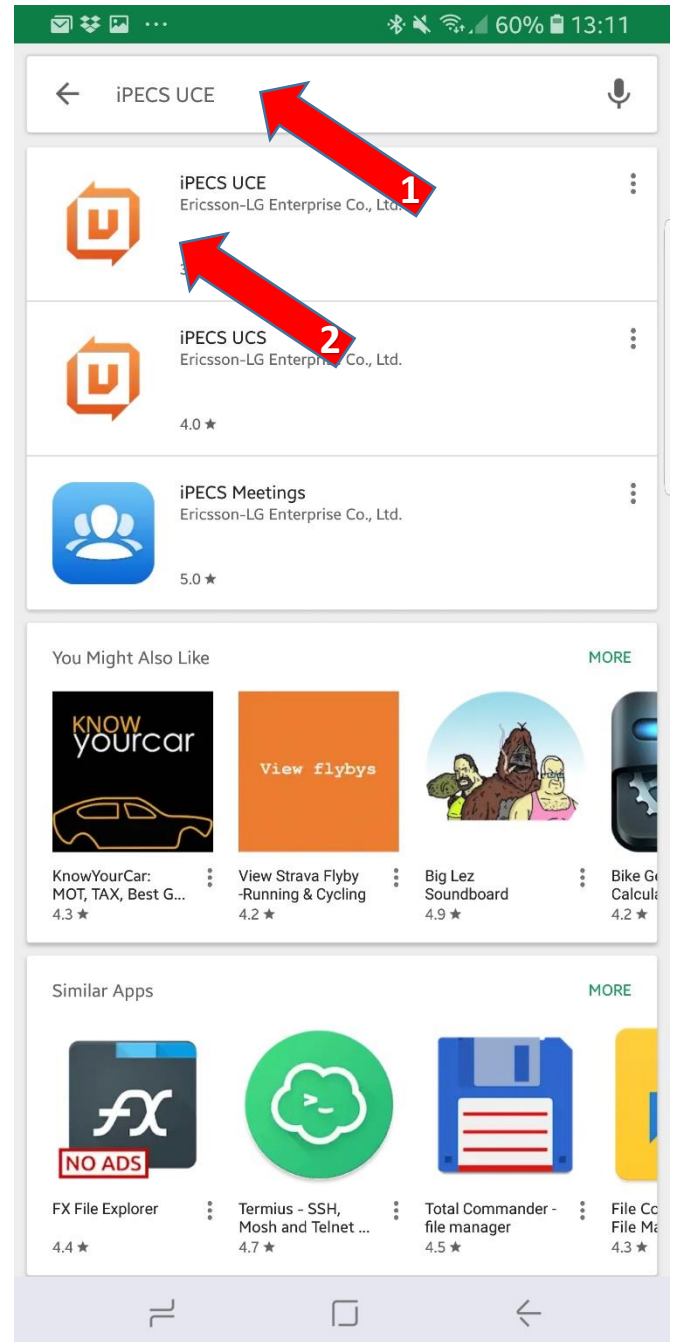 60% 13:11
iPECS UCE
1
iPECS UCE
Ericsson-LG Enterprise Co., Ltd.
2
iPECS UCS
Ericsson-LG Enterprise Co., Ltd.
4.0 ★
iPECS Meetings
Ericsson-LG Enterprise Co., Ltd.
5.0 ★
You Might Also Like MORE
KNOW
yourcar
View flybys
KnowYourCar:
MOT, TAX, Best G...
4.3 ★
View Strava Flyby
-Running & Cycling
4.2 ★
Big Lez
Soundboard
4.9 ★
Bike Ge
Calcula
4.2 ★
Similar Apps MORE
FX
NO ADS
>_
FX File Explorer
4.4 ★
Termius - SSH,
Mosh and Telnet ...
4.7 ★
Total Commander -
file manager
4.5 ★
File Co
File Ma
4.3 ★